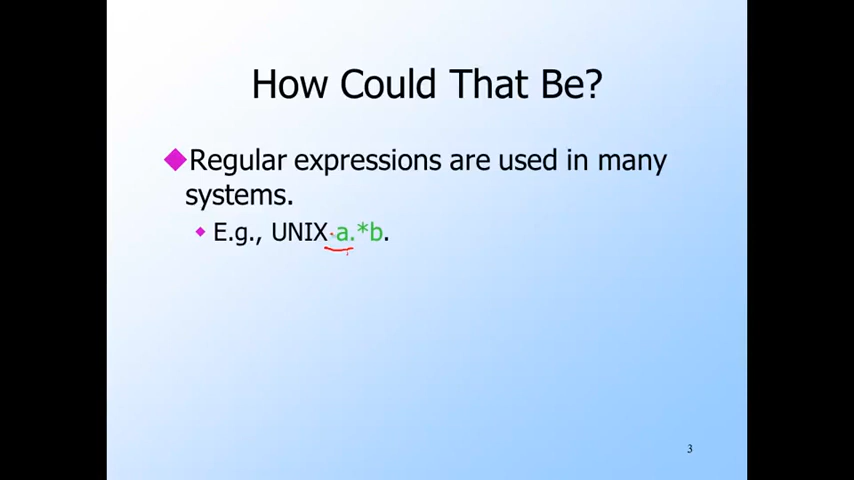 How Could That Be?
Regular expressions are used in many
systems.
E.g., UNIX a.*b.
3